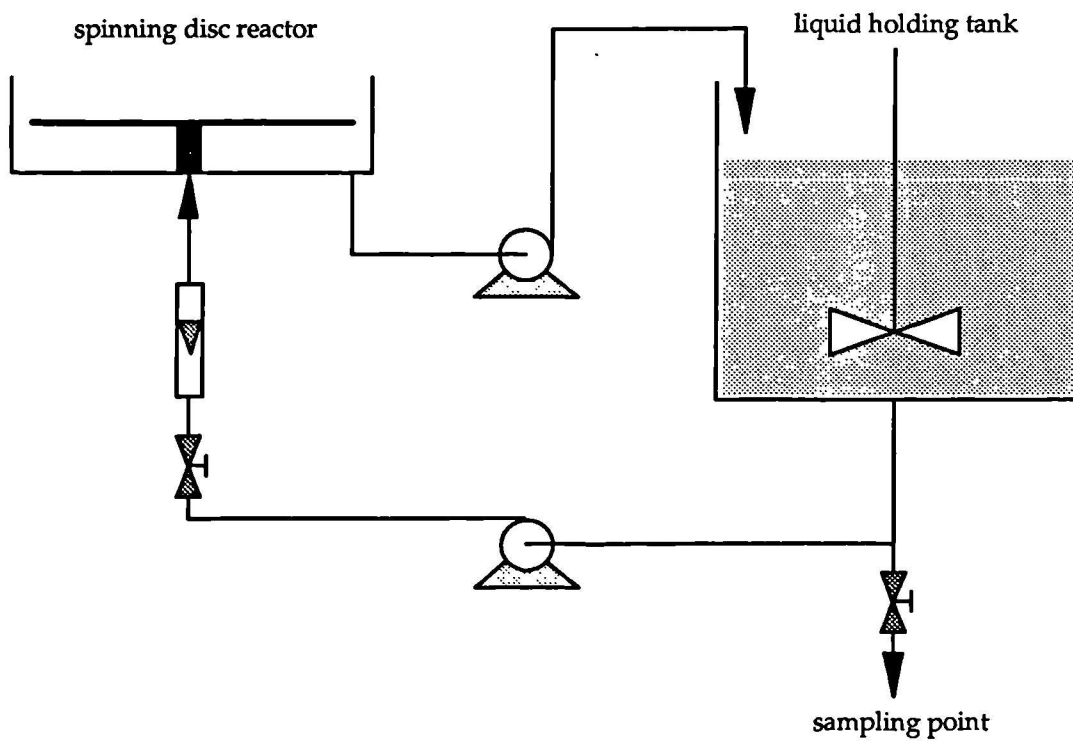 spinning disc reactor
liquid holding tank
sampling point